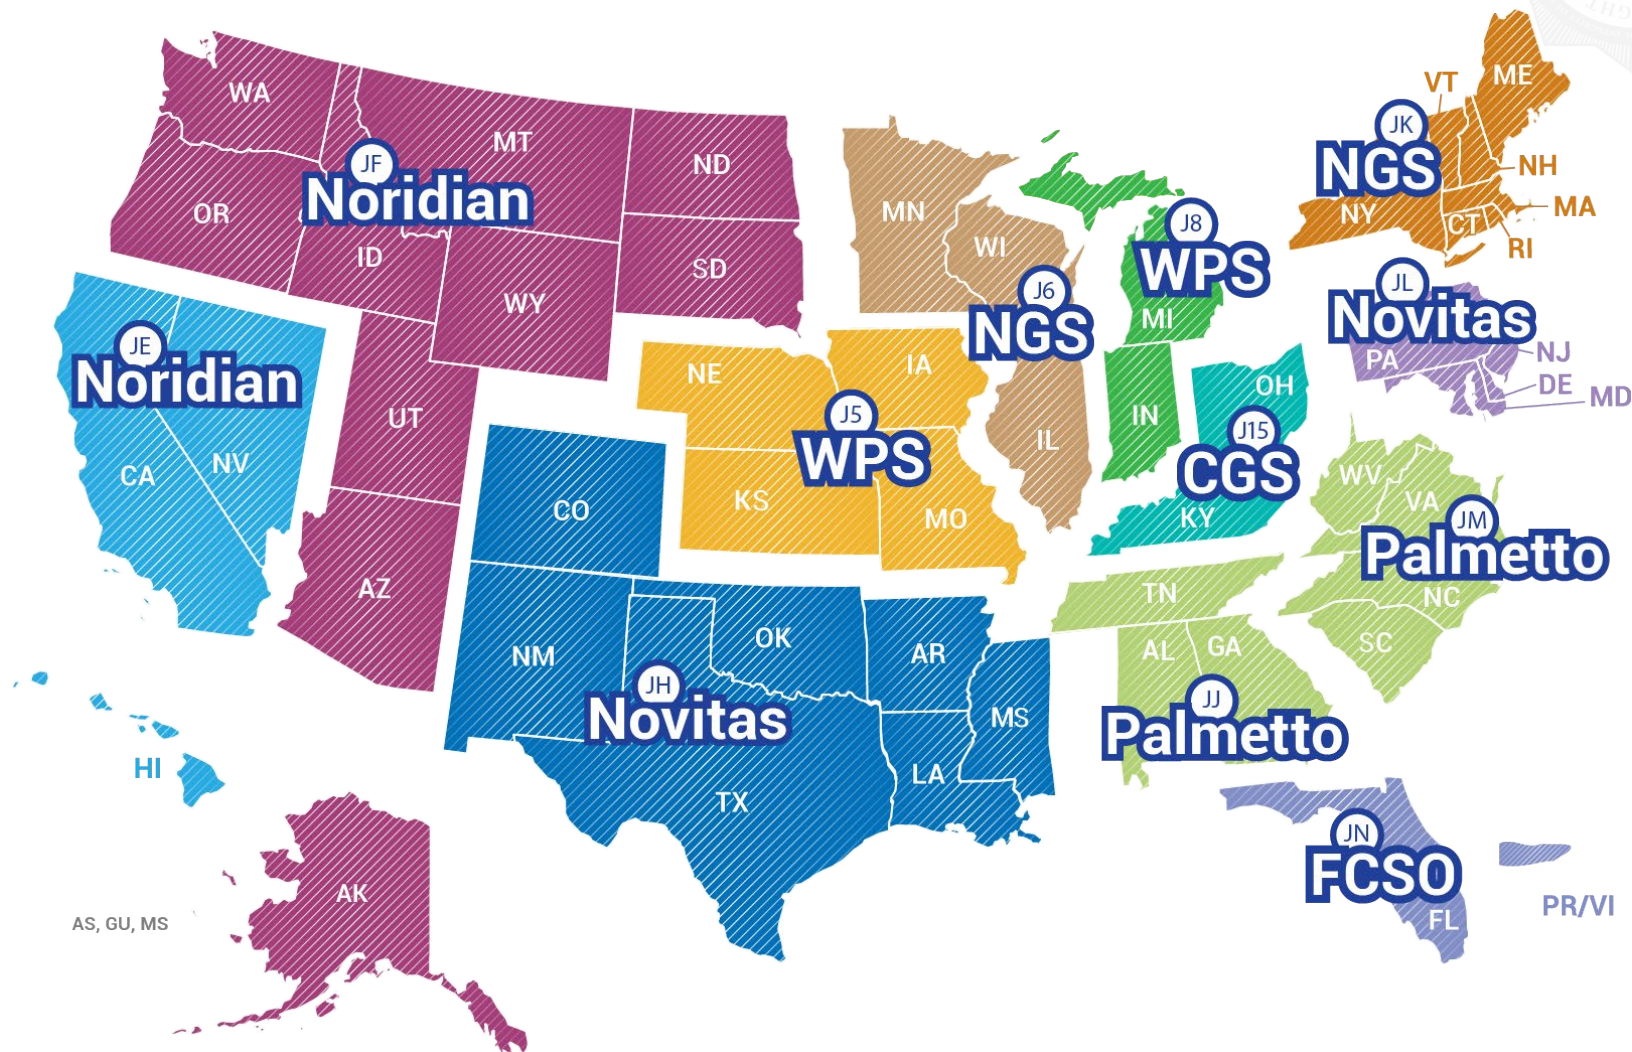 WA
MT
ND
OR
JF
Noridian
ID
SD
WY
JE
Noridian
CA
NV
UT
AZ
HI
AK
AS, GU, MS
MN
WI
J6
NGS
IL
J8
WPS
MI
IN
NE
IA
J5
WPS
KS
MO
OH
J15
CGS
KY
CO
NM
OK
AR
JH
Novitas
TX
LA
MS
VT
ME
JK
NGS
NH
NY
MA
CT
RI
JL
Novitas
PA
NJ
DE
MD
WV
VA
JM
Palmetto
NC
SC
TN
AL
GA
JJ
Palmetto
JN
FCSO
FL
PR/VI